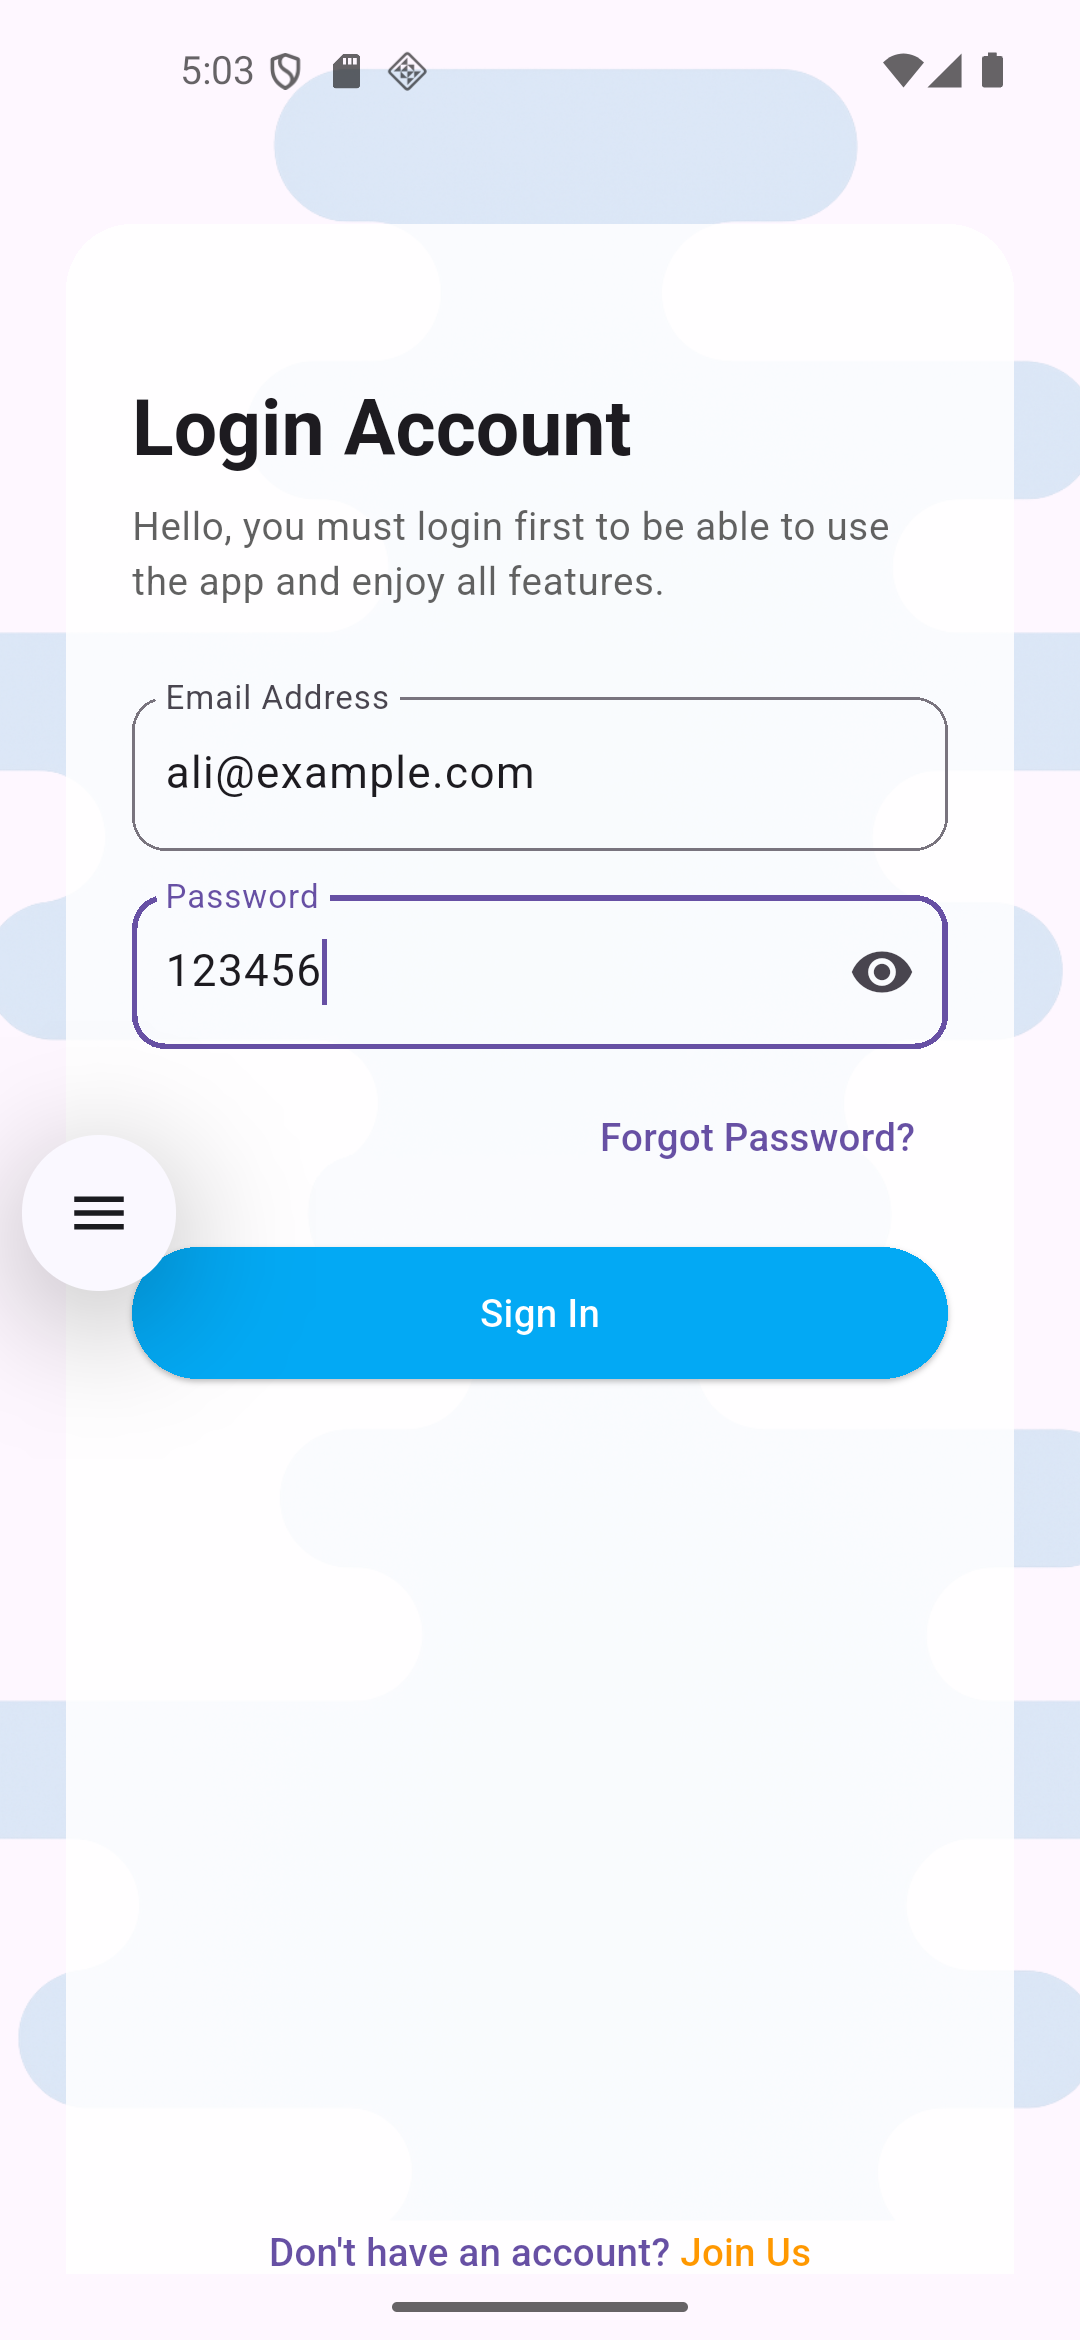 5:03
Login Account
Hello, you must login first to be able to use
the app and enjoy all features.
Email Address
ali@example.com
Password
123456
Forgot Password?
Sign In
Don't have an account? Join Us